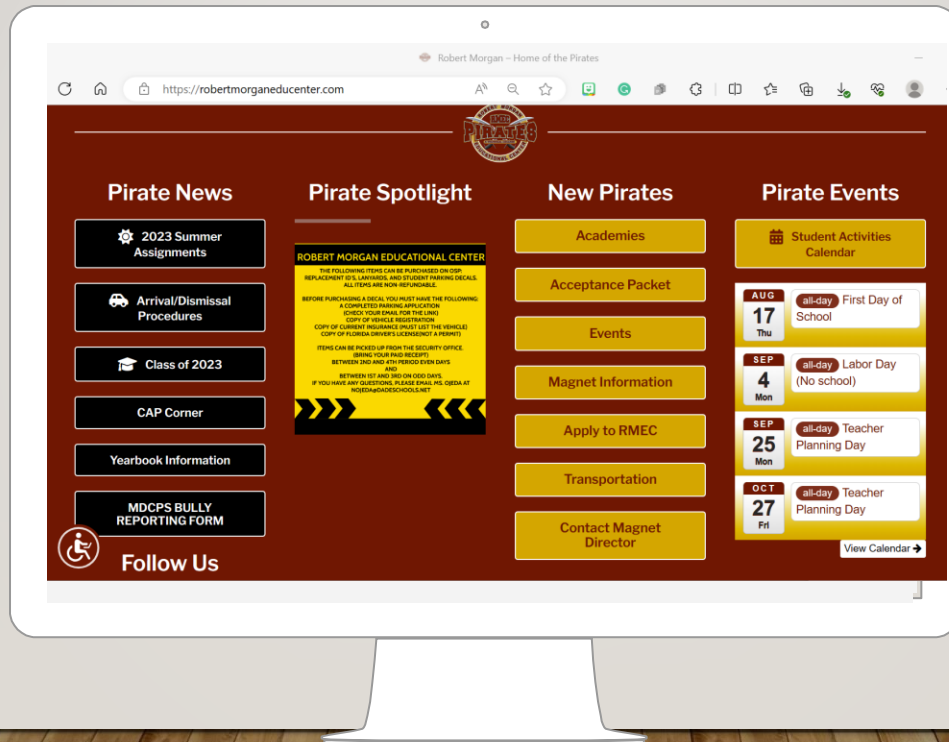 Robert Morgan – Home of the Pirates
https://robertmorganeducenter.com
RMEC
PIRATES
Pirate News
2023 Summer
Assignments
Arrival/Dismissal
Procedures
Class of 2023
CAP Corner
Yearbook Information
MDCPS BULLY
REPORTING FORM
Follow Us
Pirate Spotlight
ROBERT MORGAN EDUCATIONAL CENTER
THE FOLLOWING ITEMS CAN BE PURCHASED ON OSP:
REPLACEMENT ID'S, LANYARDS, AND STUDENT PARKING DECALS.
ALL ITEMS ARE NON-REFUNDABLE.
BEFORE PURCHASING A DECAL YOU MUST HAVE THE FOLLOWING:
A COMPLETED PARKING APPLICATION
(CHECK YOUR EMAIL FOR THE LINK)
COPY OF VEHICLE REGISTRATION
COPY OF CURRENT INSURANCE (MUST LIST THE VEHICLE)
COPY OF FLORIDA DRIVER'S LICENSE(NOT A PERMIT)
ITEMS CAN BE PICKED UP FROM THE SECURITY OFFICE.
(BRING YOUR PAID RECEIPT)
BETWEEN 2ND AND 4TH PERIOD EVEN DAYS
AND
BETWEEN 1ST AND 3RD ON ODD DAYS.
IF YOU HAVE ANY QUESTIONS, PLEASE EMAIL MS. OJEDA AT
NOJEDA@DADESCHOOLS.NET
New Pirates
Academies
Acceptance Packet
Events
Magnet Information
Apply to RMEC
Transportation
Contact Magnet
Director
Pirate Events
Student Activities
Calendar
AUG
17
Thu
all-day First Day of
School
SEP
4
Mon
all-day Labor Day
(No school)
SEP
25
Mon
all-day Teacher
Planning Day
OCT
27
Fri
all-day Teacher
Planning Day
View Calendar